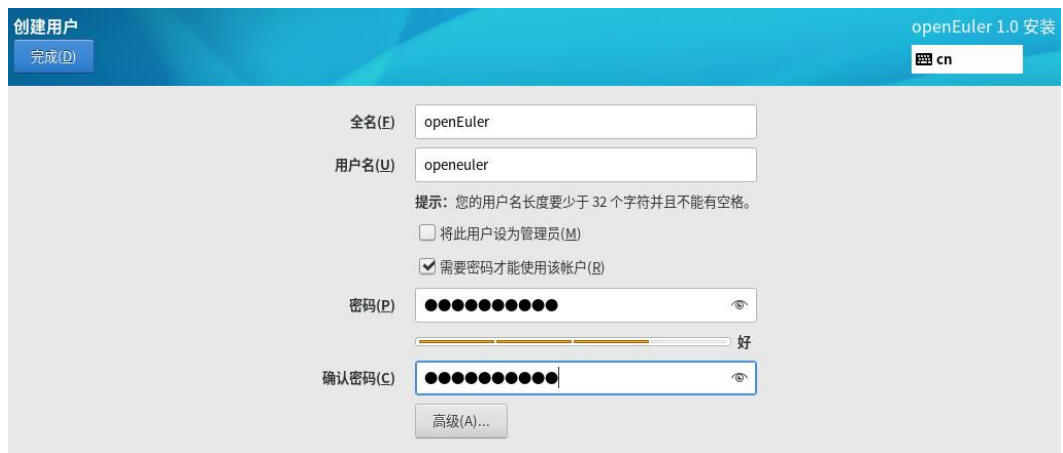 创建用户
openEuler 1.0 安装
完成(D)
cn
全名(F)
openEuler
用户名(U)
openeuler
提示：您的用户名长度要少于 32 个字符并且不能有空格。
将此用户设为管理员(M)
需要密码才能使用该帐户(R)
密码(P)
●●●●●●●●●●
好
确认密码(C)
●●●●●●●●●●
高级(A)...